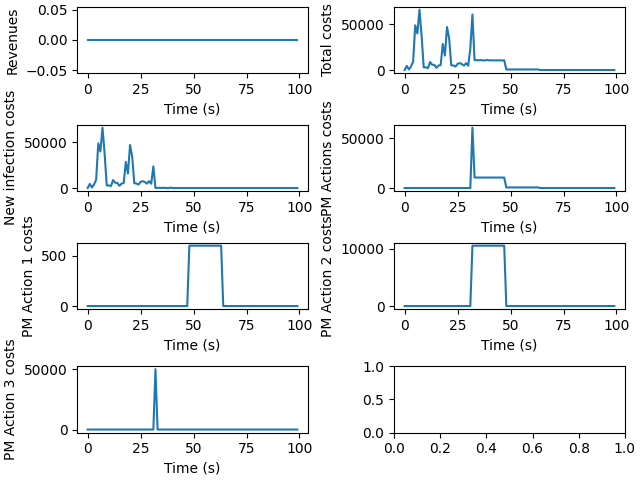 Revenues
0.05
0.00
−0.05
0 25 50 75 100
Time (s)
Total costs
50000
0
0 25 50 75 100
Time (s)
New infection costs
50000
0
0 25 50 75 100
Time (s)
PM Actions costs
50000
0
0 25 50 75 100
Time (s)
PM Action 1 costs
500
0
0 25 50 75 100
Time (s)
PM Action 2 costs
10000
0
0 25 50 75 100
Time (s)
PM Action 3 costs
50000
0
0 25 50 75 100
Time (s)
1.0
0.5
0.0
0.0 0.2 0.4 0.6 0.8 1.0